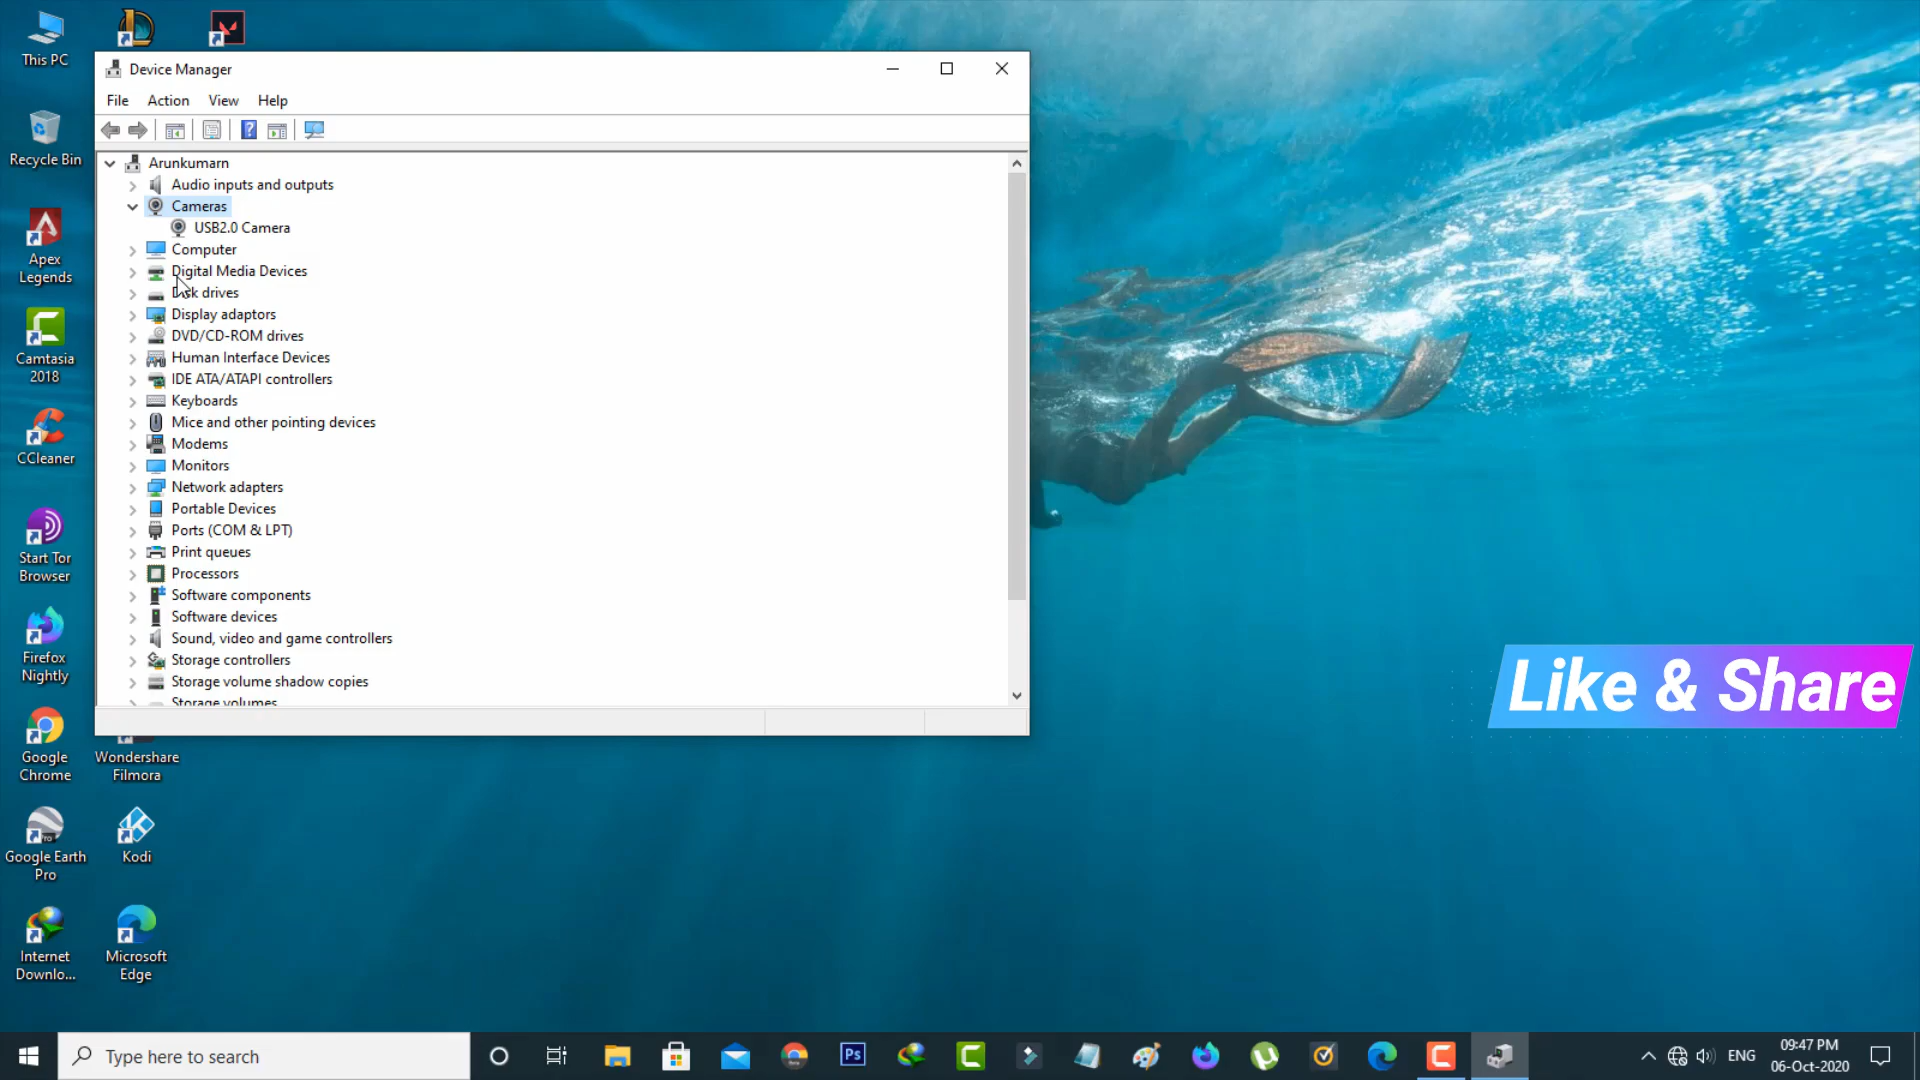 This PC
Recycle Bin
Apex
Legends
Camtasia
2018
CCleaner
Start Tor
Browser
Firefox
Nightly
Google
Chrome
Wondershare
Filmora
Google Earth
Pro
Kodi
Internet
Downlo...
Microsoft
Edge
Device Manager
File Action View Help
Arunkumarn
Audio inputs and outputs
Cameras
USB2.0 Camera
Computer
Digital Media Devices
Disk drives
Display adaptors
DVD/CD-ROM drives
Human Interface Devices
IDE ATA/ATAPI controllers
Keyboards
Mice and other pointing devices
Modems
Monitors
Network adapters
Portable Devices
Ports (COM & LPT)
Print queues
Processors
Software components
Software devices
Sound, video and game controllers
Storage controllers
Storage volume shadow copies
Storage volumes
Like & Share
Type here to search
Ps
ENG
09:47 PM
06-Oct-2020